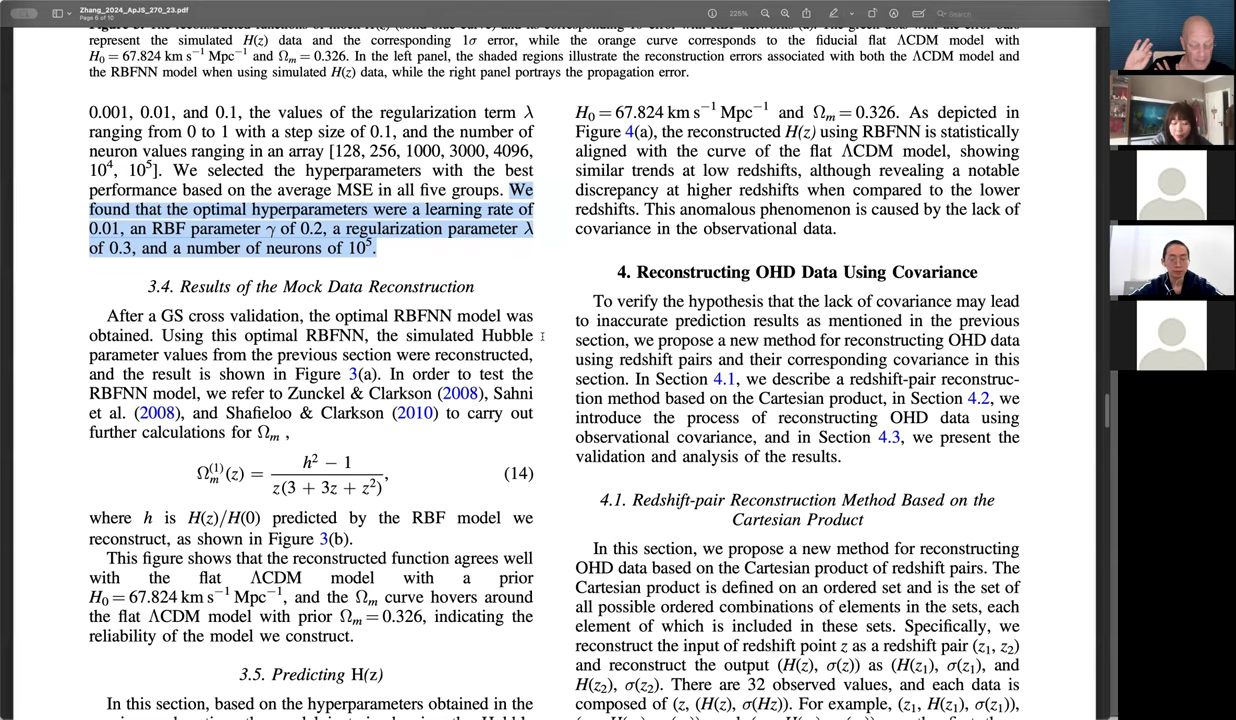 Zhang_2024_ApJS_270_23.pdf
Page 6 of 10
225%
Search
represent the simulated H(z) data and the corresponding 1σ error, while the orange curve corresponds to the fiducial flat ΛCDM model with
H₀ = 67.824 km s⁻¹ Mpc⁻¹ and Ωₘ = 0.326. In the left panel, the shaded regions illustrate the reconstruction errors associated with both the ΛCDM model and
the RBFNN model when using simulated H(z) data, while the right panel portrays the propagation error.
0.001, 0.01, and 0.1, the values of the regularization term λ
ranging from 0 to 1 with a step size of 0.1, and the number of
neuron values ranging in an array [128, 256, 1000, 3000, 4096,
10⁴, 10⁵]. We selected the hyperparameters with the best
performance based on the average MSE in all five groups. We
found that the optimal hyperparameters were a learning rate of
0.01, an RBF parameter γ of 0.2, a regularization parameter λ
of 0.3, and a number of neurons of 10⁵.
3.4. Results of the Mock Data Reconstruction
After a GS cross validation, the optimal RBFNN model was
obtained. Using this optimal RBFNN, the simulated Hubble
parameter values from the previous section were reconstructed,
and the result is shown in Figure 3(a). In order to test the
RBFNN model, we refer to Zunckel & Clarkson (2008), Sahni
et al. (2008), and Shafieloo & Clarkson (2010) to carry out
further calculations for Ωₘ ,
Ωₘ⁽¹⁾(z) = h² − 1 / z(3 + 3z + z²) , (14)
where h is H(z)/H(0) predicted by the RBF model we
reconstruct, as shown in Figure 3(b).
This figure shows that the reconstructed function agrees well
with the flat ΛCDM model with a prior
H₀ = 67.824 km s⁻¹ Mpc⁻¹, and the Ωₘ curve hovers around
the flat ΛCDM model with prior Ωₘ = 0.326, indicating the
reliability of the model we construct.
3.5. Predicting H(z)
In this section, based on the hyperparameters obtained in the
H₀ = 67.824 km s⁻¹ Mpc⁻¹ and Ωₘ = 0.326. As depicted in
Figure 4(a), the reconstructed H(z) using RBFNN is statistically
aligned with the curve of the flat ΛCDM model, showing
similar trends at low redshifts, although revealing a notable
discrepancy at higher redshifts when compared to the lower
redshifts. This anomalous phenomenon is caused by the lack of
covariance in the observational data.
4. Reconstructing OHD Data Using Covariance
To verify the hypothesis that the lack of covariance may lead
to inaccurate prediction results as mentioned in the previous
section, we propose a new method for reconstructing OHD data
using redshift pairs and their corresponding covariance in this
section. In Section 4.1, we describe a redshift-pair reconstruc-
tion method based on the Cartesian product, in Section 4.2, we
introduce the process of reconstructing OHD data using
observational covariance, and in Section 4.3, we present the
validation and analysis of the results.
4.1. Redshift-pair Reconstruction Method Based on the
Cartesian Product
In this section, we propose a new method for reconstructing
OHD data based on the Cartesian product of redshift pairs. The
Cartesian product is defined on an ordered set and is the set of
all possible ordered combinations of elements in the sets, each
element of which is included in these sets. Specifically, we
reconstruct the input of redshift point z as a redshift pair (z₁, z₂)
and reconstruct the output (H(z), σ(z)) as (H(z₁), σ(z₁), and
H(z₂), σ(z₂). There are 32 observed values, and each data is
composed of (z, (H(z), σ(Hz)). For example, (z₁, H(z₁), σ(z₁)),